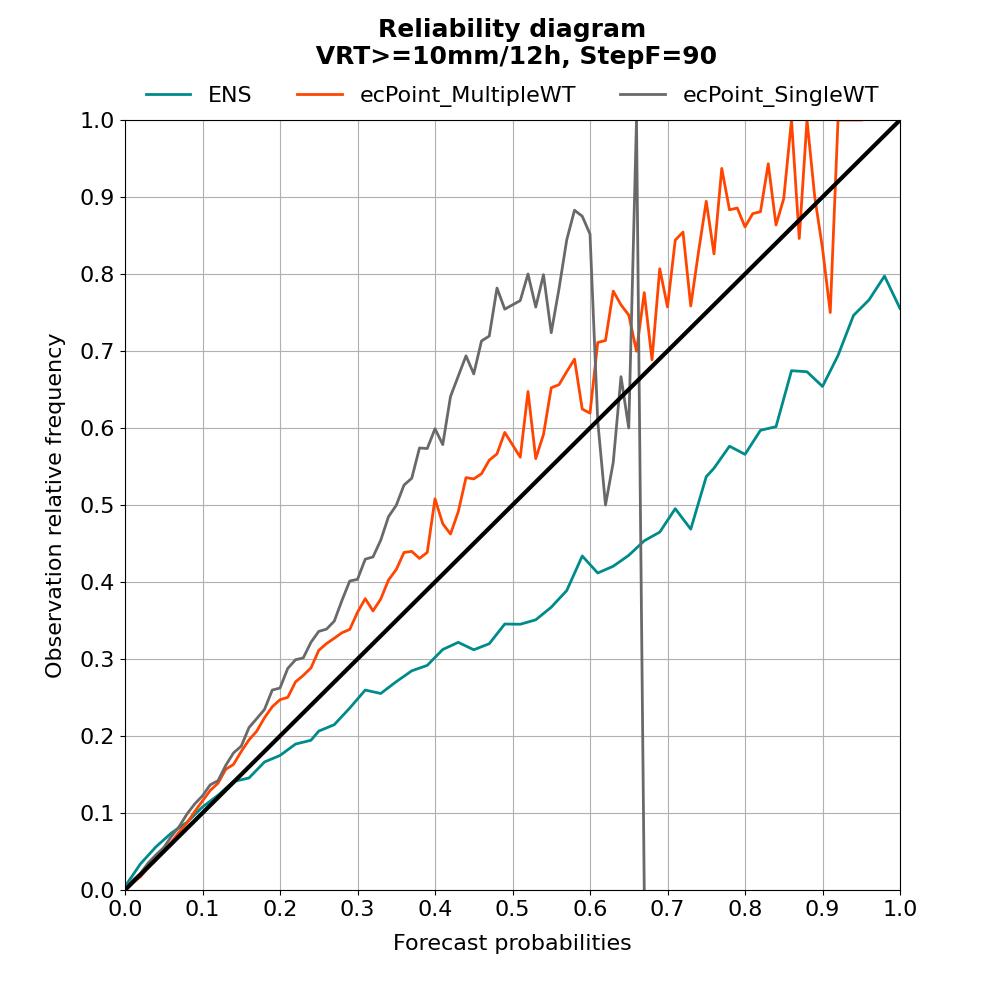 Reliability diagram
VRT>=10mm/12h, StepF=90
ENS ecPoint_MultipleWT ecPoint_SingleWT
1.0
0.9
0.8
0.7
0.6
0.5
0.4
0.3
0.2
0.1
0.0
Observation relative frequency
0.0 0.1 0.2 0.3 0.4 0.5 0.6 0.7 0.8 0.9 1.0
Forecast probabilities